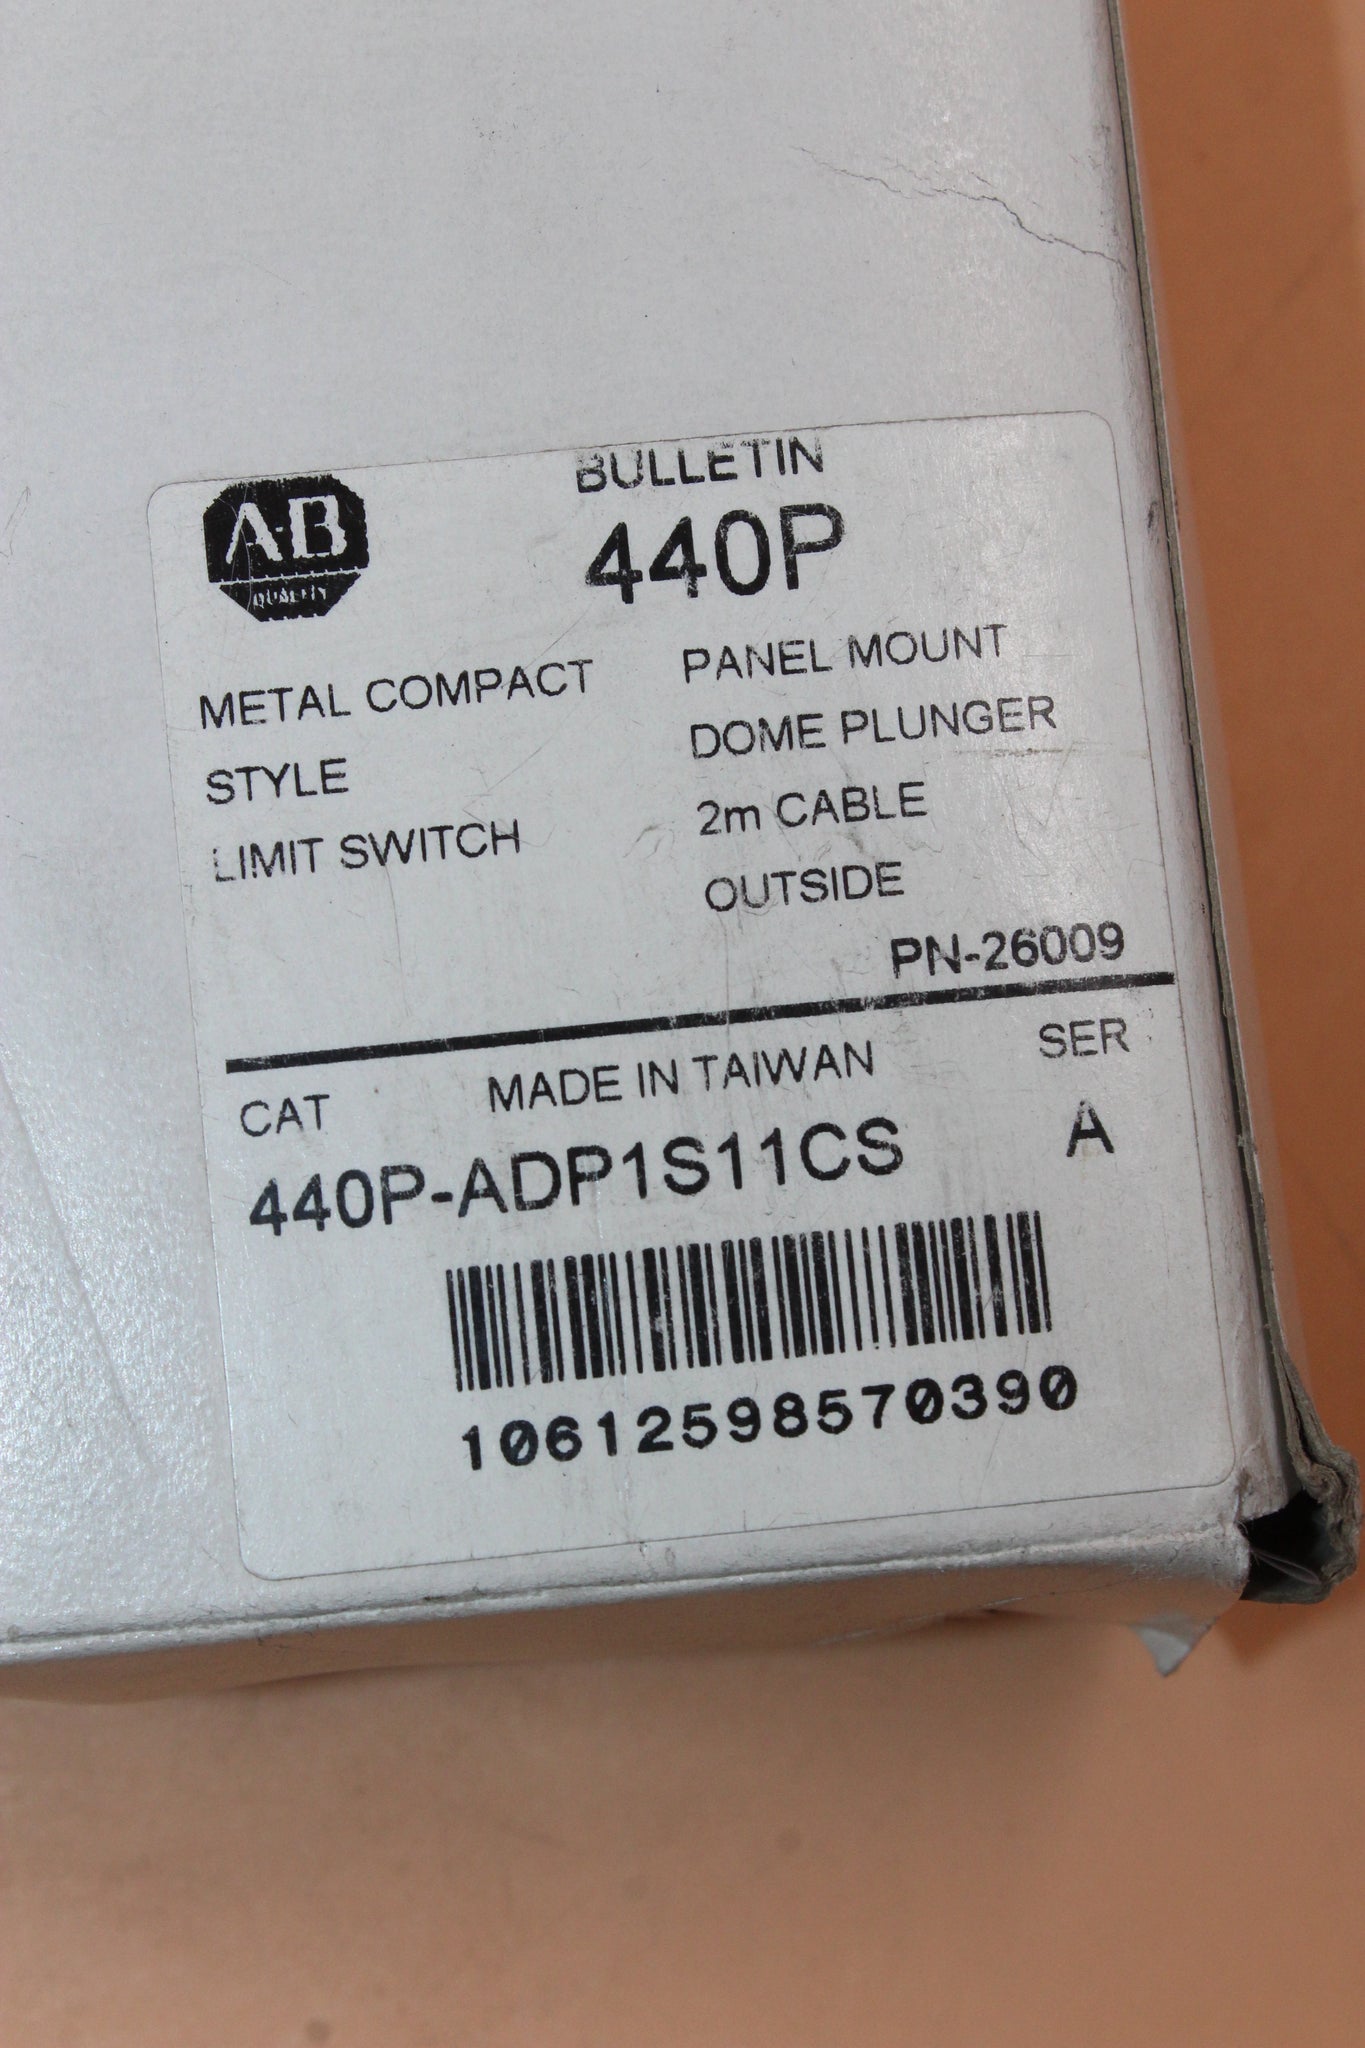 A-B
QUALITY
BULLETIN
440P
METAL COMPACT
STYLE
LIMIT SWITCH
PANEL MOUNT
DOME PLUNGER
2m CABLE
OUTSIDE
PN-26009
CAT MADE IN TAIWAN SER
440P-ADP1S11CS A
10612598570390